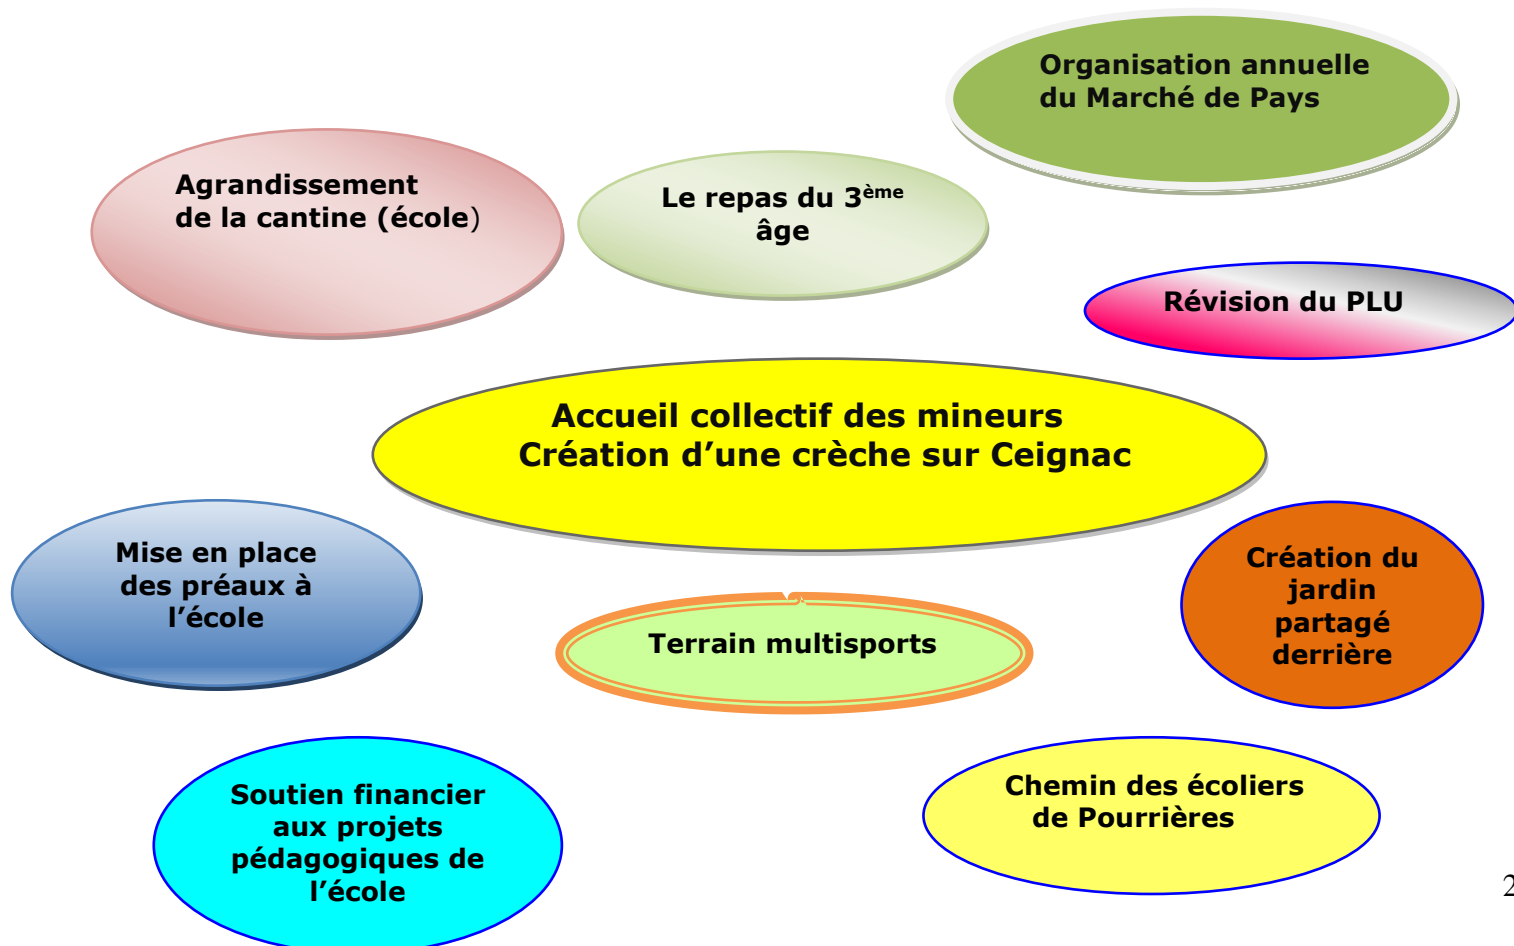 Organisation annuelle
du Marché de Pays
Agrandissement
de la cantine (école)
Le repas du 3ème
âge
Révision du PLU
Accueil collectif des mineurs
Création d’une crèche sur Ceignac
Mise en place
des préaux à
l’école
Création du
jardin
partagé
derrière
Terrain multisports
Soutien financier
aux projets
pédagogiques de
l’école
Chemin des écoliers
de Pourrières
2